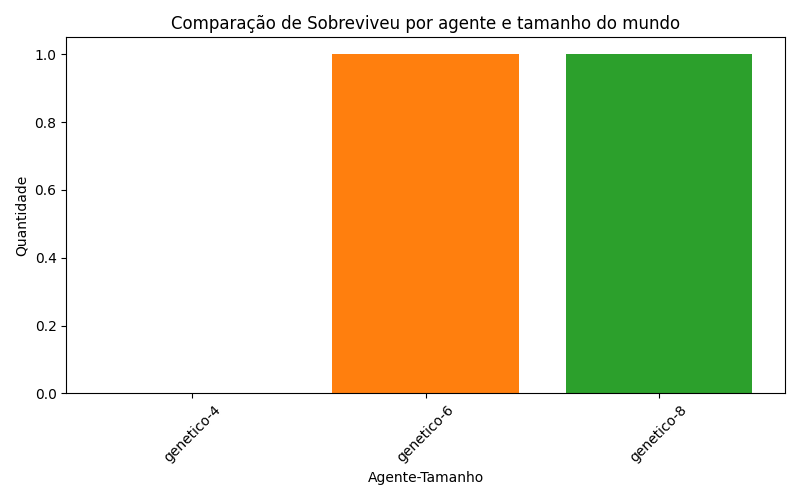 Comparação de Sobreviveu por agente e tamanho do mundo
1.0
0.8
0.6
0.4
0.2
0.0
Quantidade
genetico-4
genetico-6
genetico-8
Agente-Tamanho